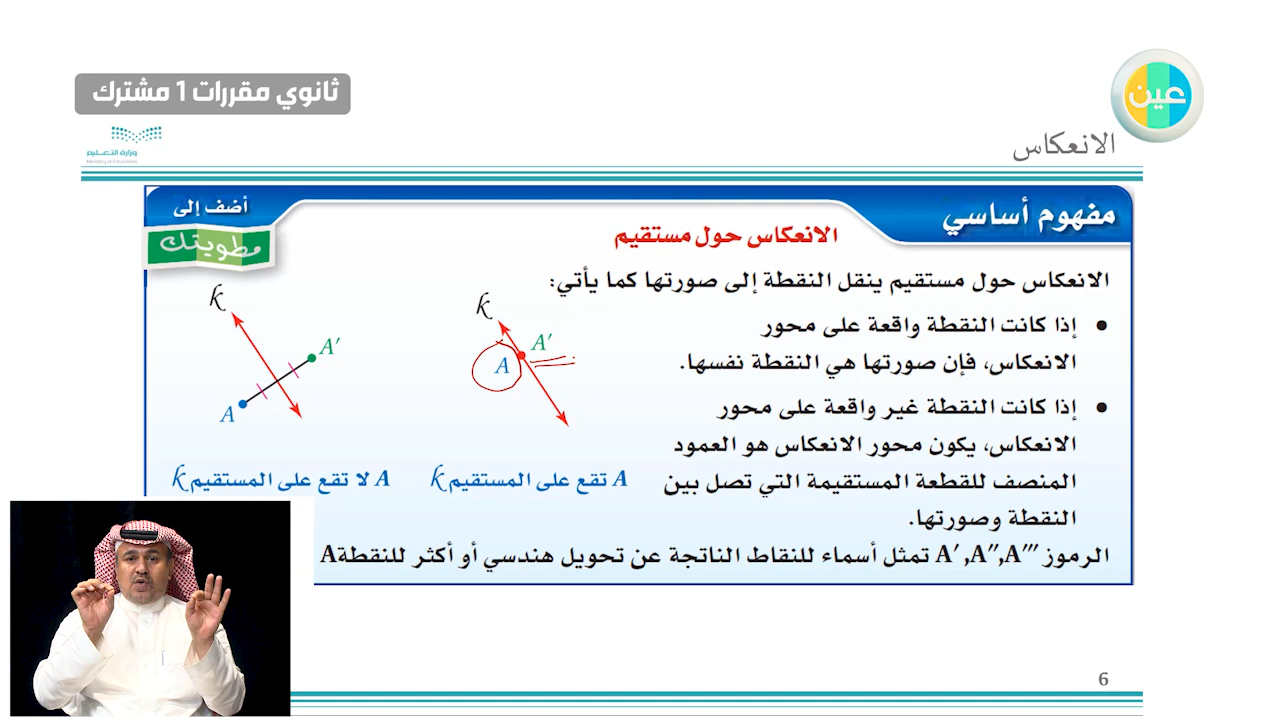 ثانوي مقررات 1 مشترك
عين
وزارة التعليم
Ministry of Education
الانعكاس
مفهوم أساسي
أضف إلى
مطويتك
الانعكاس حول مستقيم
الانعكاس حول مستقيم ينقل النقطة إلى صورتها كما يأتي:
• إذا كانت النقطة واقعة على محور
الانعكاس، فإن صورتها هي النقطة نفسها.
• إذا كانت النقطة غير واقعة على محور
الانعكاس، يكون محور الانعكاس هو العمود
المنصف للقطعة المستقيمة التي تصل بين
النقطة وصورتها.
k
A′
A
A تقع على المستقيم k
k
A′
A
A لا تقع على المستقيم k
الرموز A′ ,A″,A‴ تمثل أسماء للنقاط الناتجة عن تحويل هندسي أو أكثر للنقطة A
6